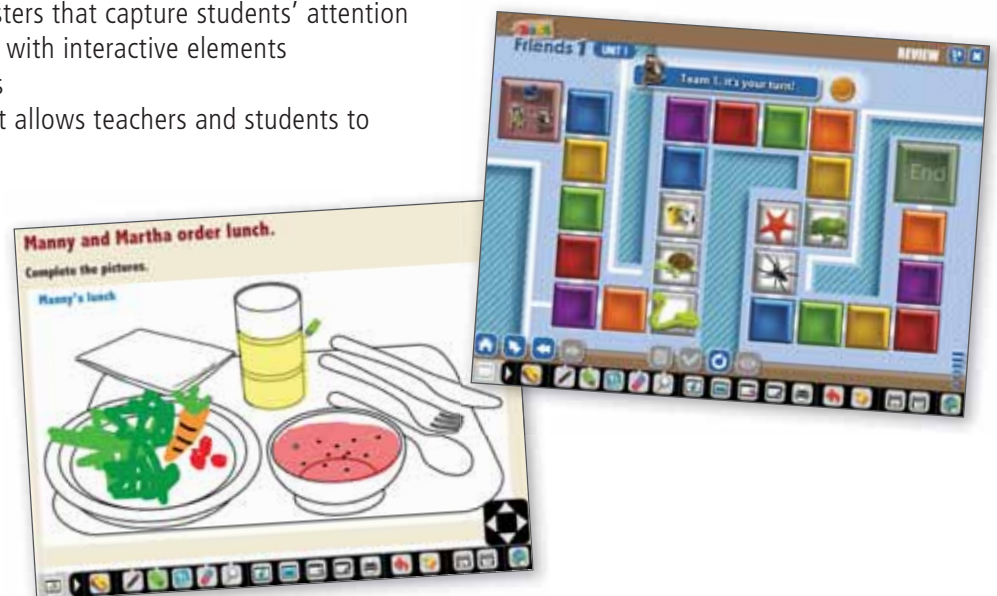 sters that capture students’ attention
with interactive elements
s
t allows teachers and students to
Friends 1 UNIT 1
REVIEW
Team 1, it's your turn!
End
Manny and Martha order lunch.
Complete the pictures.
Manny's lunch